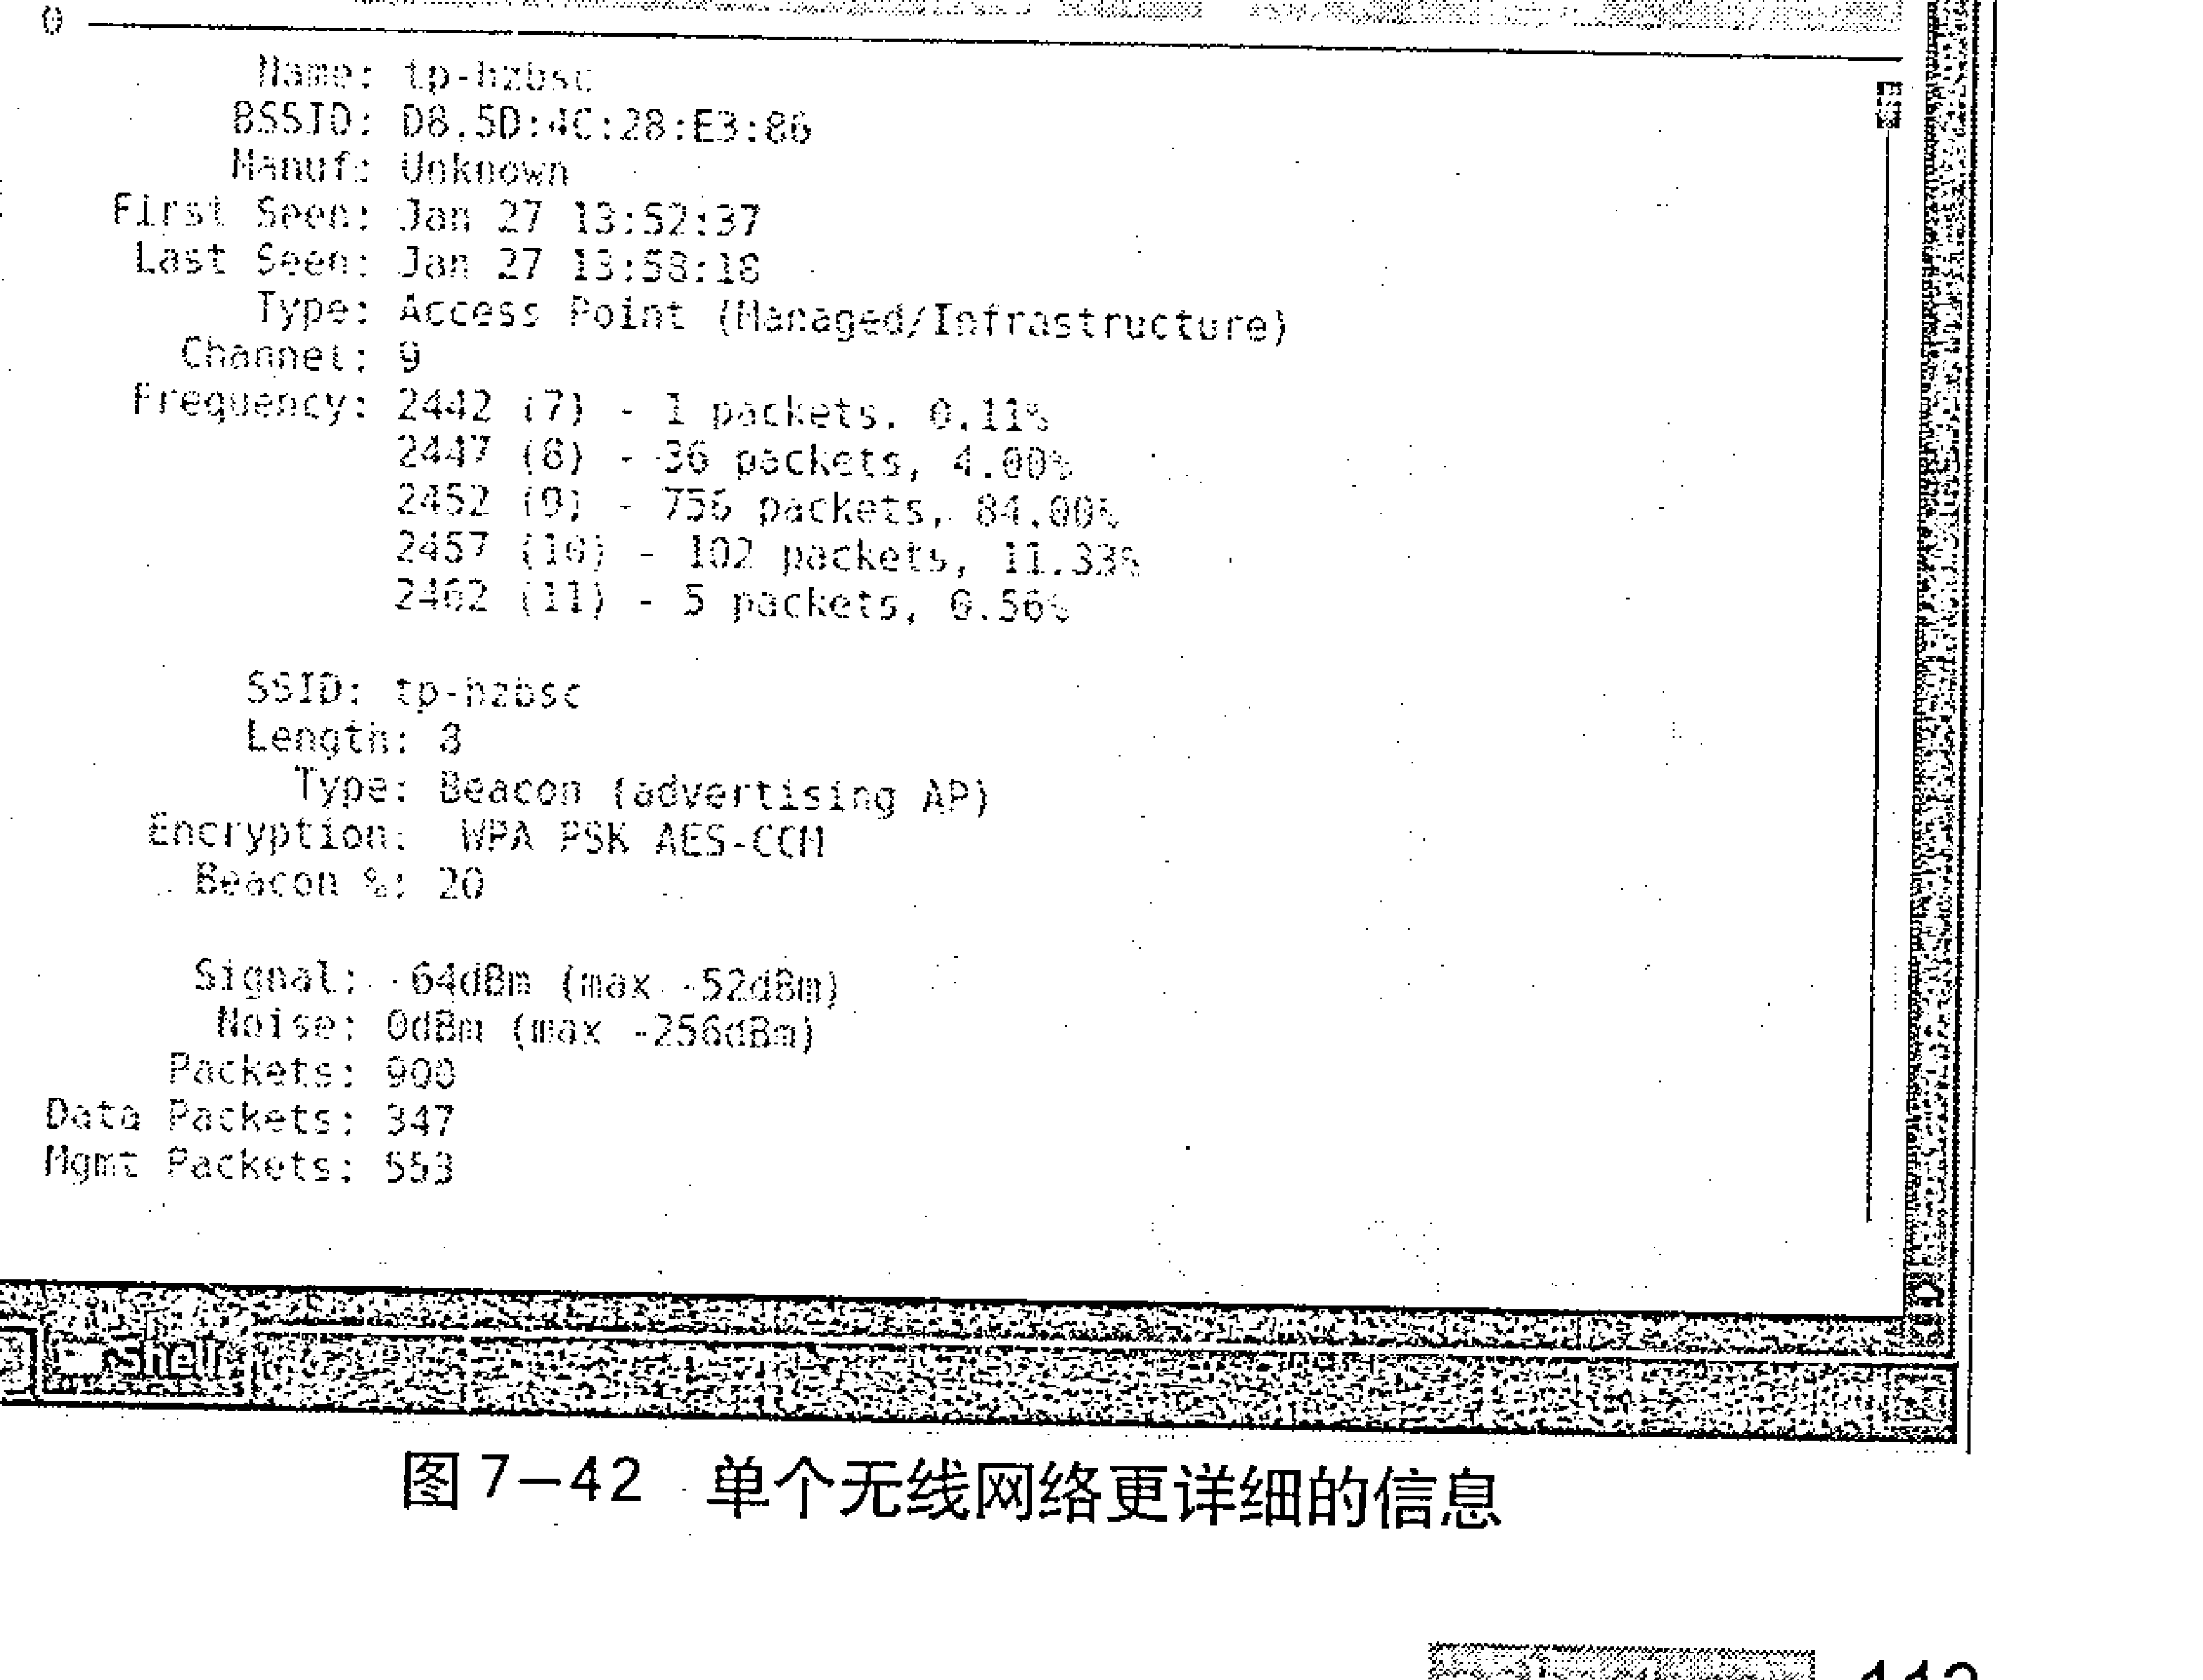 0
Name: tp-hzbsc
BSSID: D8:5D:4C:28:E3:86
Manuf: Unknown
First Seen: Jan 27 13:52:37
Last Seen: Jan 27 13:58:18
Type: Access Point (Managed/Infrastructure)
Channel: 9
Frequency: 2442 (7) - 1 packets, 0.11%
2447 (8) - 36 packets, 4.00%
2452 (9) - 756 packets, 84.00%
2457 (10) - 102 packets, 11.33%
2462 (11) - 5 packets, 0.56%
SSID: tp-hzbsc
Length: 8
Type: Beacon (advertising AP)
Encryption: WPA PSK AES-CCM
Beacon %: 20
Signal: -64dBm (max -52dBm)
Noise: 0dBm (max -256dBm)
Packets: 900
Data Packets: 347
Mgmt Packets: 553
shell
图 7-42 单个无线网络更详细的信息